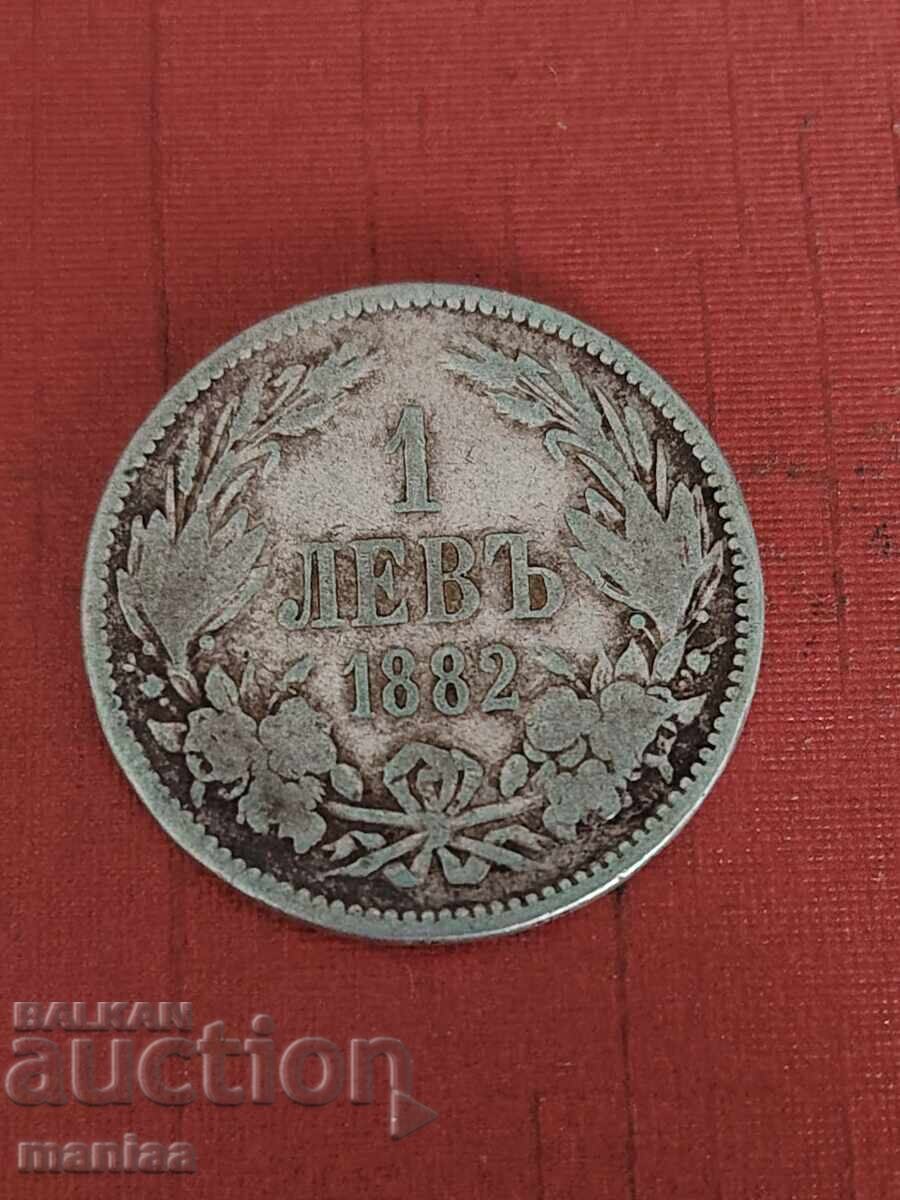 1
ЛЕВЪ
1882
BALKAN
auction
maniaa